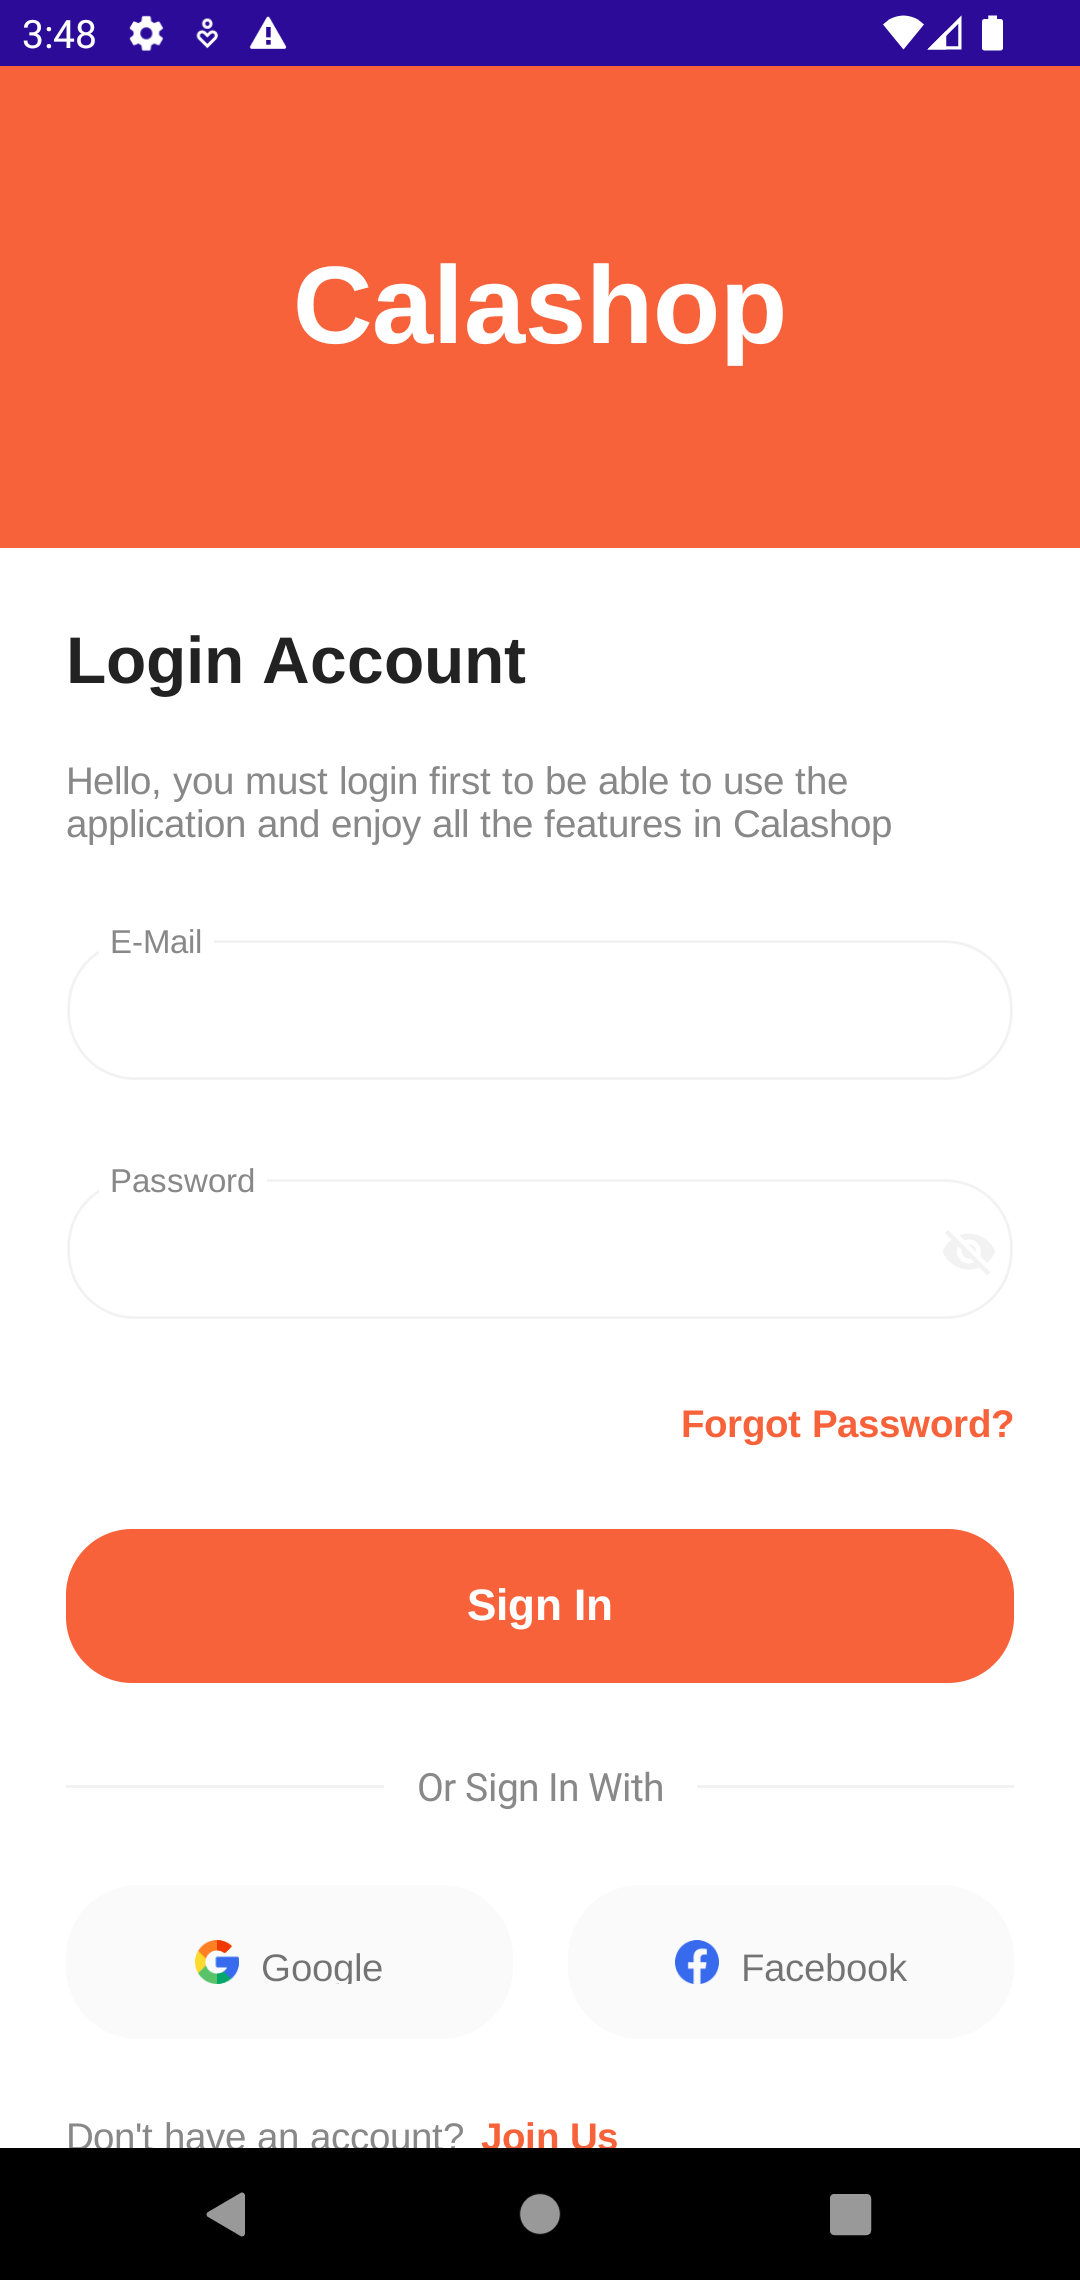 3:48
Calashop
Login Account
Hello, you must login first to be able to use the
application and enjoy all the features in Calashop
E-Mail
Password
Forgot Password?
Sign In
Or Sign In With
Google
Facebook
Don't have an account? Join Us